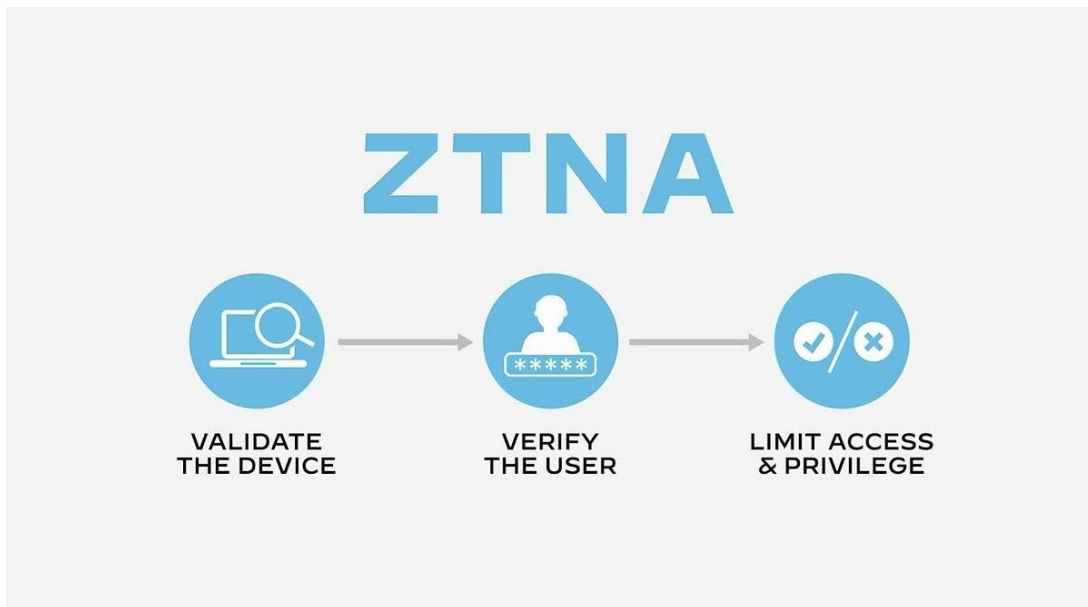 ZTNA
*****
VALIDATE
THE DEVICE
VERIFY
THE USER
LIMIT ACCESS
& PRIVILEGE